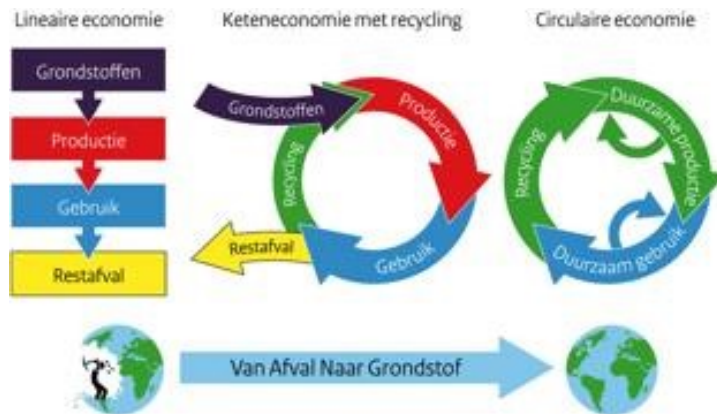 Lineaire economie
Keteneconomie met recycling
Circulaire economie
Grondstoffen
Productie
Gebruik
Restafval
Grondstoffen
Productie
Gebruik
Restafval
Recycling
Duurzame productie
Duurzaam gebruik
Recycling
Van Afval Naar Grondstof